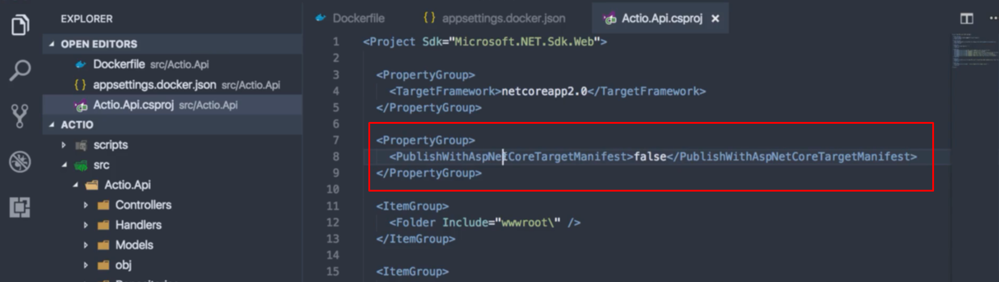 EXPLORER
OPEN EDITORS
Dockerfile src/Actio.Api
{ } appsettings.docker.json src/Actio.Api
Actio.Api.csproj src/Actio.Api
ACTIO
scripts
src
Actio.Api
Controllers
Handlers
Models
obj
Dockerfile
{ } appsettings.docker.json
Actio.Api.csproj ×
1 <Project Sdk="Microsoft.NET.Sdk.Web">
2
3 <PropertyGroup>
4 <TargetFramework>netcoreapp2.0</TargetFramework>
5 </PropertyGroup>
6
7 <PropertyGroup>
8 <PublishWithAspNetCoreTargetManifest>false</PublishWithAspNetCoreTargetManifest>
9 </PropertyGroup>
10
11 <ItemGroup>
12 <Folder Include="wwwroot\" />
13 </ItemGroup>
14
15 <ItemGroup>